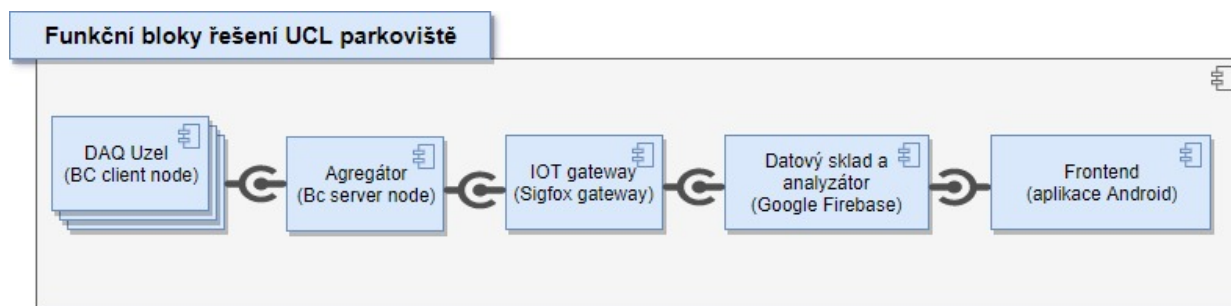 Funkční bloky řešení UCL parkoviště
DAQ Uzel
(BC client node)
Agregátor
(Bc server node)
IOT gateway
(Sigfox gateway)
Datový sklad a
analyzátor
(Google Firebase)
Frontend
(aplikace Android)